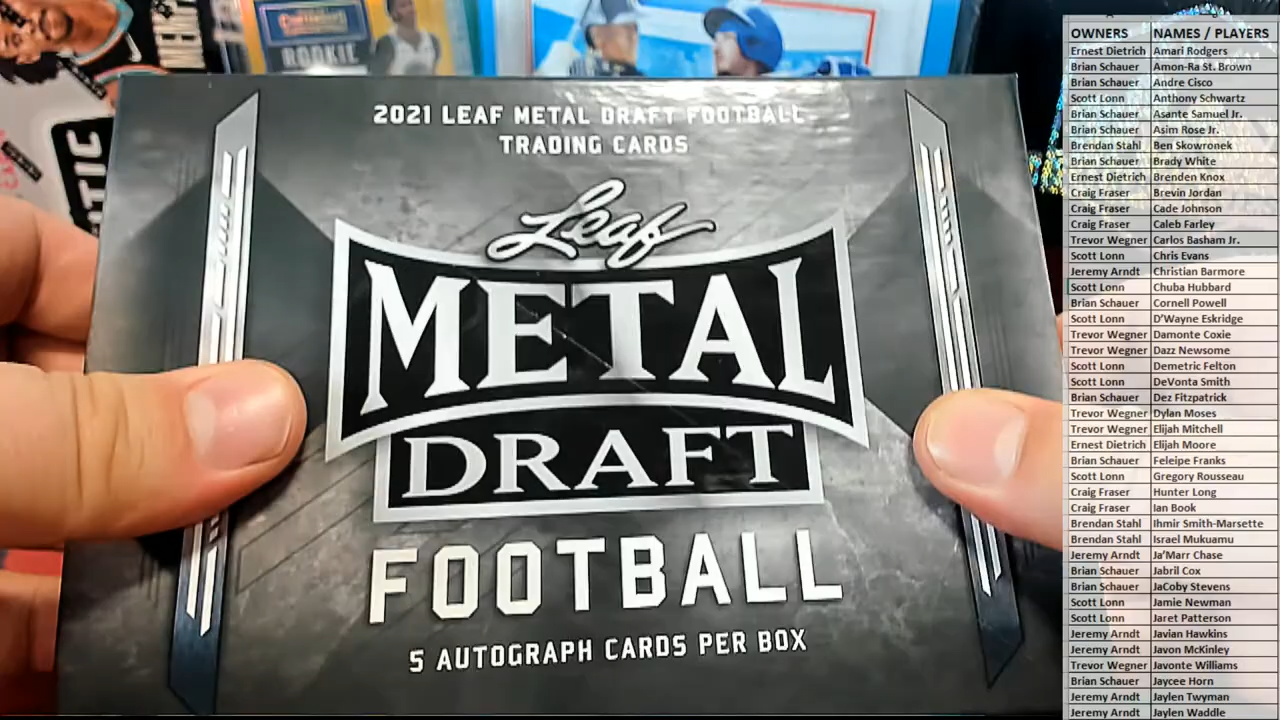 ROOKIE
2021 LEAF METAL DRAFT FOOTBALL
TRADING CARDS
Leaf
METAL
DRAFT
FOOTBALL
5 AUTOGRAPH CARDS PER BOX
OWNERS NAMES / PLAYERS
Ernest Dietrich Amari Rodgers
Brian Schauer Amon-Ra St. Brown
Brian Schauer Andre Cisco
Scott Lonn Anthony Schwartz
Brian Schauer Asante Samuel Jr.
Brian Schauer Asim Rose Jr.
Brendan Stahl Ben Skowronek
Brian Schauer Brady White
Ernest Dietrich Brenden Knox
Craig Fraser Brevin Jordan
Craig Fraser Cade Johnson
Craig Fraser Caleb Farley
Trevor Wegner Carlos Basham Jr.
Scott Lonn Chris Evans
Jeremy Arndt Christian Barmore
Scott Lonn Chuba Hubbard
Brian Schauer Cornell Powell
Scott Lonn D'Wayne Eskridge
Trevor Wegner Damonte Coxie
Trevor Wegner Dazz Newsome
Scott Lonn Demetric Felton
Scott Lonn DeVonta Smith
Brian Schauer Dez Fitzpatrick
Trevor Wegner Dylan Moses
Trevor Wegner Elijah Mitchell
Ernest Dietrich Elijah Moore
Brian Schauer Feleipe Franks
Scott Lonn Gregory Rousseau
Craig Fraser Hunter Long
Craig Fraser Ian Book
Brendan Stahl Ihmir Smith-Marsette
Brendan Stahl Israel Mukuamu
Jeremy Arndt Ja'Marr Chase
Brian Schauer Jabril Cox
Brian Schauer JaCoby Stevens
Scott Lonn Jamie Newman
Scott Lonn Jaret Patterson
Jeremy Arndt Javian Hawkins
Jeremy Arndt Javon McKinley
Trevor Wegner Javonte Williams
Brian Schauer Jaycee Horn
Jeremy Arndt Jaylen Twyman
Jeremy Arndt Jaylen Waddle